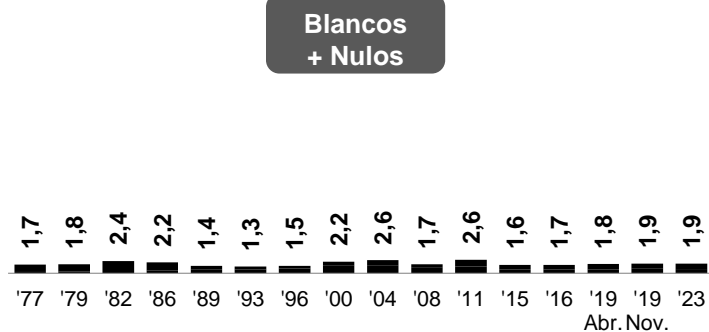 Blancos
+ Nulos
1,7 1,8 2,4 2,2 1,4 1,3 1,5 2,2 2,6 1,7 2,6 1,6 1,7 1,8 1,9 1,9
'77 '79 '82 '86 '89 '93 '96 '00 '04 '08 '11 '15 '16 '19 '19 '23
Abr. Nov.